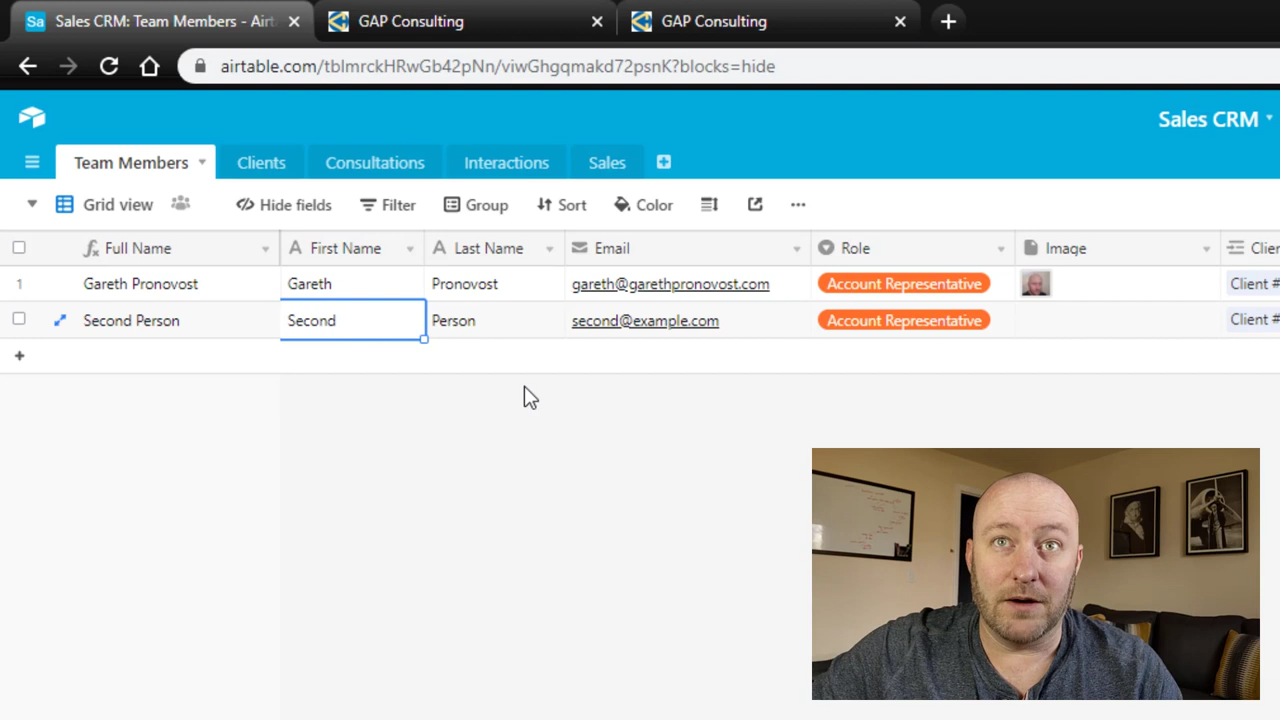 Sales CRM: Team Members - Airt
GAP Consulting
GAP Consulting
airtable.com/tblmrckHRwGb42pNn/viwGhgqmakd72psnK?blocks=hide
Sales CRM
Team Members
Clients
Consultations
Interactions
Sales
Grid view
Hide fields
Filter
Group
Sort
Color
Full Name
First Name
Last Name
Email
Role
Image
Clier
1
Gareth Pronovost
Gareth
Pronovost
gareth@garethpronovost.com
Account Representative
Client #
Second Person
Second
Person
second@example.com
Account Representative
Client #